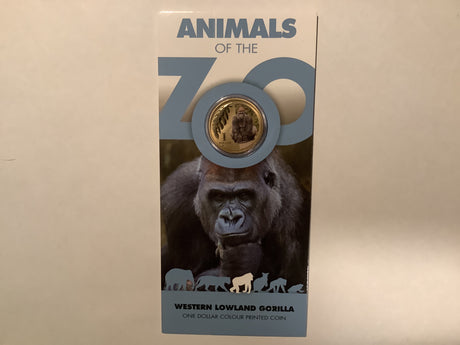 ANIMALS
OF THE
ZOO
WESTERN LOWLAND GORILLA
ONE DOLLAR COLOUR PRINTED COIN